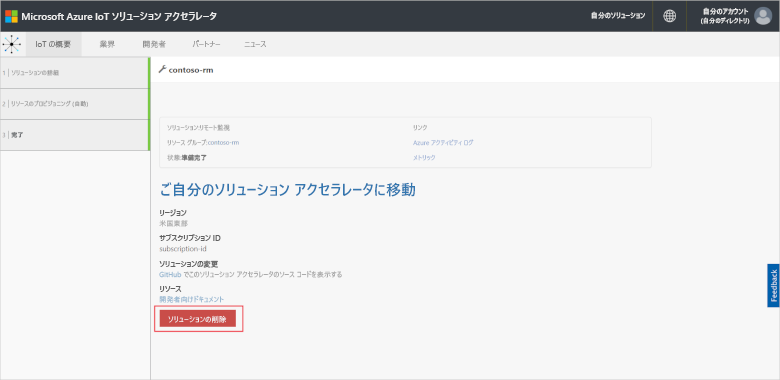 Microsoft Azure IoT ソリューション アクセラレータ
自分のソリューション
自分のアカウント
(自分のディレクトリ)
IoT の概要
業界
開発者
パートナー
ニュース
1 ソリューションの詳細
2 リソースのプロビジョニング (自動)
3 完了
contoso-rm
ソリューション:リモート監視
リンク
リソース グループ:contoso-rm
Azure アクティビティ ログ
状態:準備完了
メトリック
ご自分のソリューション アクセラレータに移動
リージョン
米国東部
サブスクリプション ID
subscription-id
ソリューションの変更
GitHub でこのソリューション アクセラレータのソース コードを表示する
リソース
開発者向けドキュメント
ソリューションの削除
Feedback